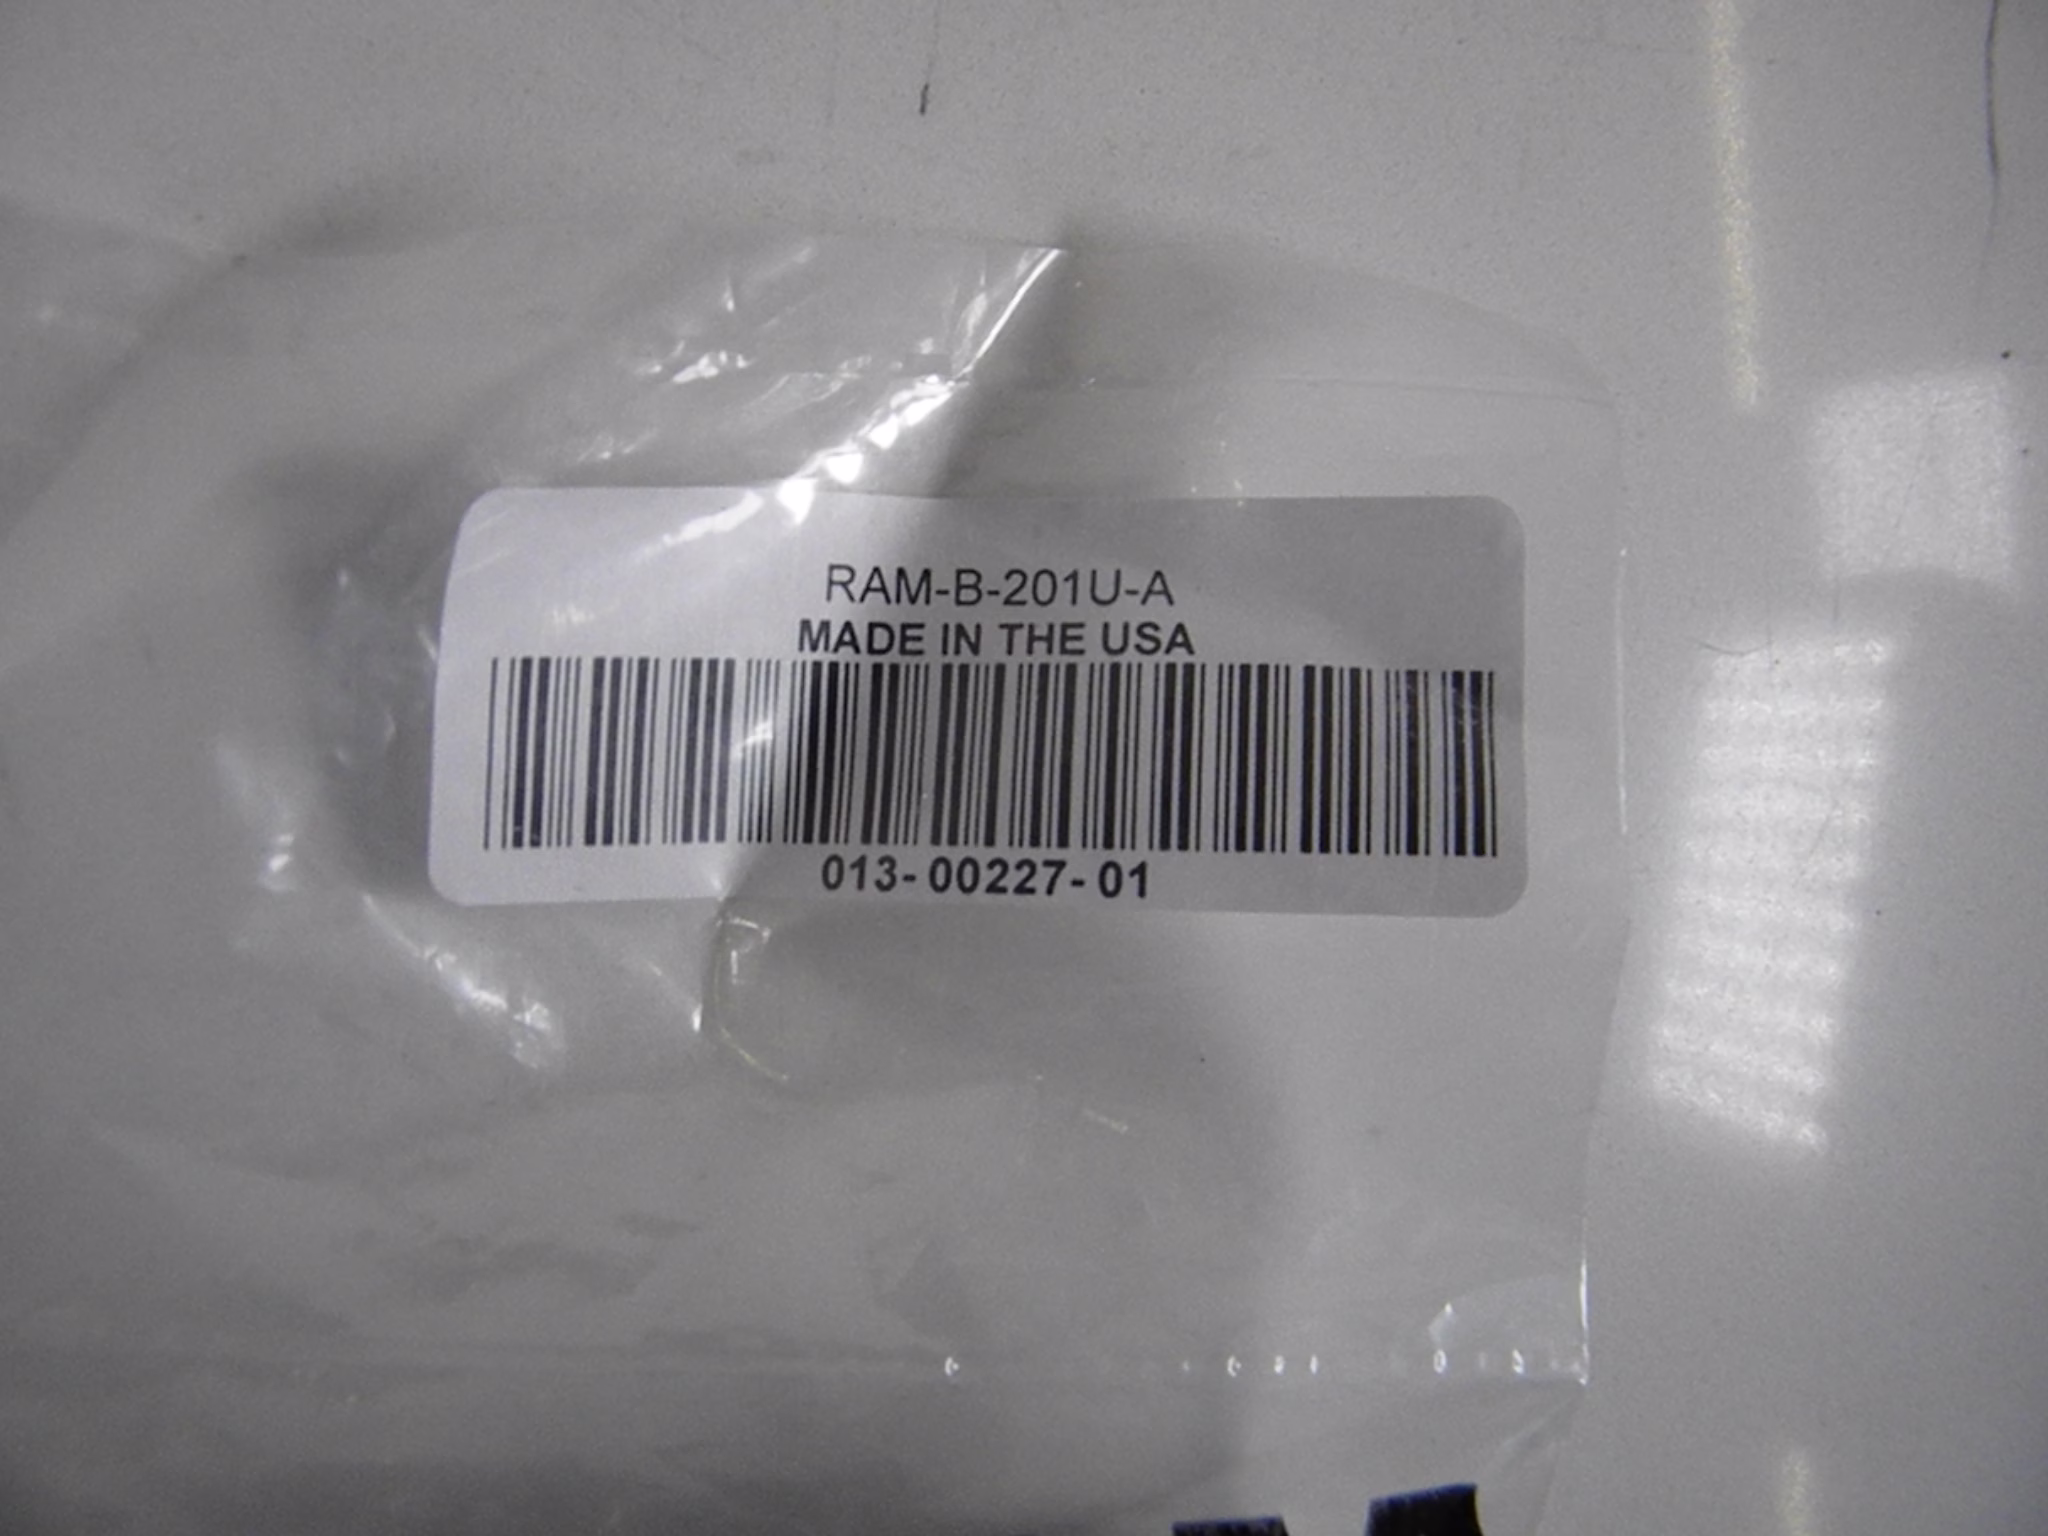 RAM-B-201U-A
MADE IN THE USA
013-00227-01